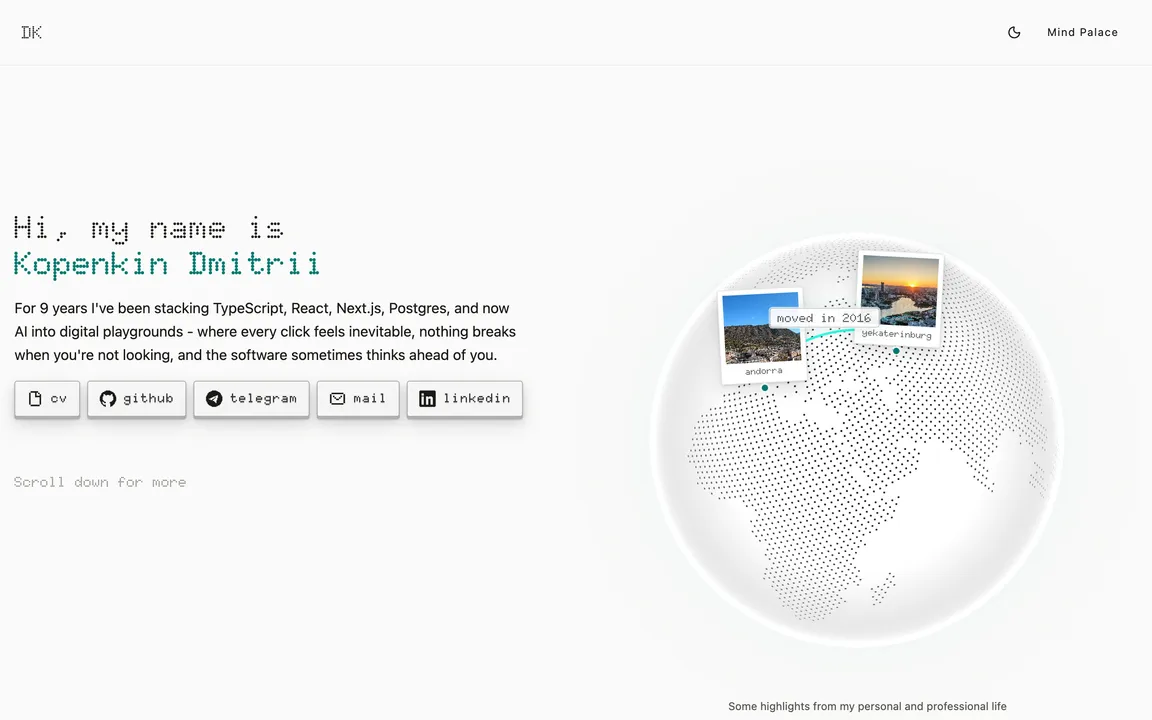 DK
Mind Palace
Hi, my name is
Kopenkin Dmitrii
For 9 years I've been stacking TypeScript, React, Next.js, Postgres, and now
AI into digital playgrounds - where every click feels inevitable, nothing breaks
when you're not looking, and the software sometimes thinks ahead of you.
cv
github
telegram
mail
linkedin
Scroll down for more
moved in 2016
yekaterinburg
andorra
Some highlights from my personal and professional life